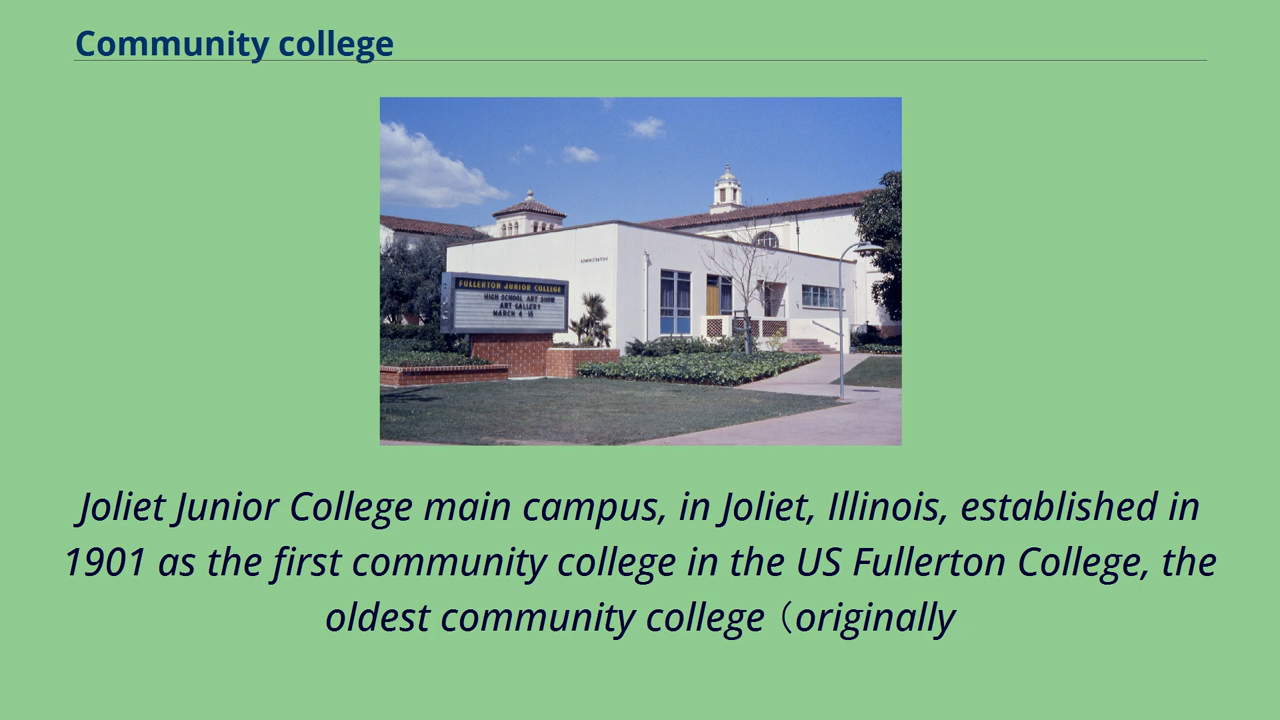 Community college
ADMINISTRATION
FULLERTON JUNIOR COLLEGE
HIGH SCHOOL ART SHOW
ART GALLERY
MARCH 4 15
Joliet Junior College main campus, in Joliet, Illinois, established in
1901 as the first community college in the US Fullerton College, the
oldest community college （originally